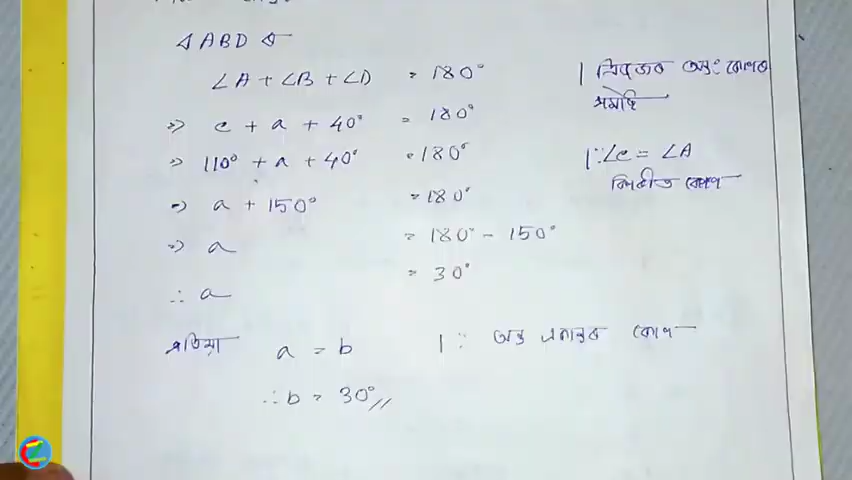 ∆ABD ত
∠A + ∠B + ∠D = 180° | ত্ৰিভুজৰ অন্তঃকোণৰ সমষ্টি
=> c + a + 40° = 180°
=> 110° + a + 40° = 180° | ∵∠c = ∠A বিপৰীত কোণ
=> a + 150° = 180°
=> a = 180° - 150°
∴ a = 30°
a = b | ∵ অন্তঃ একান্তৰ কোণ
∴ b = 30°//